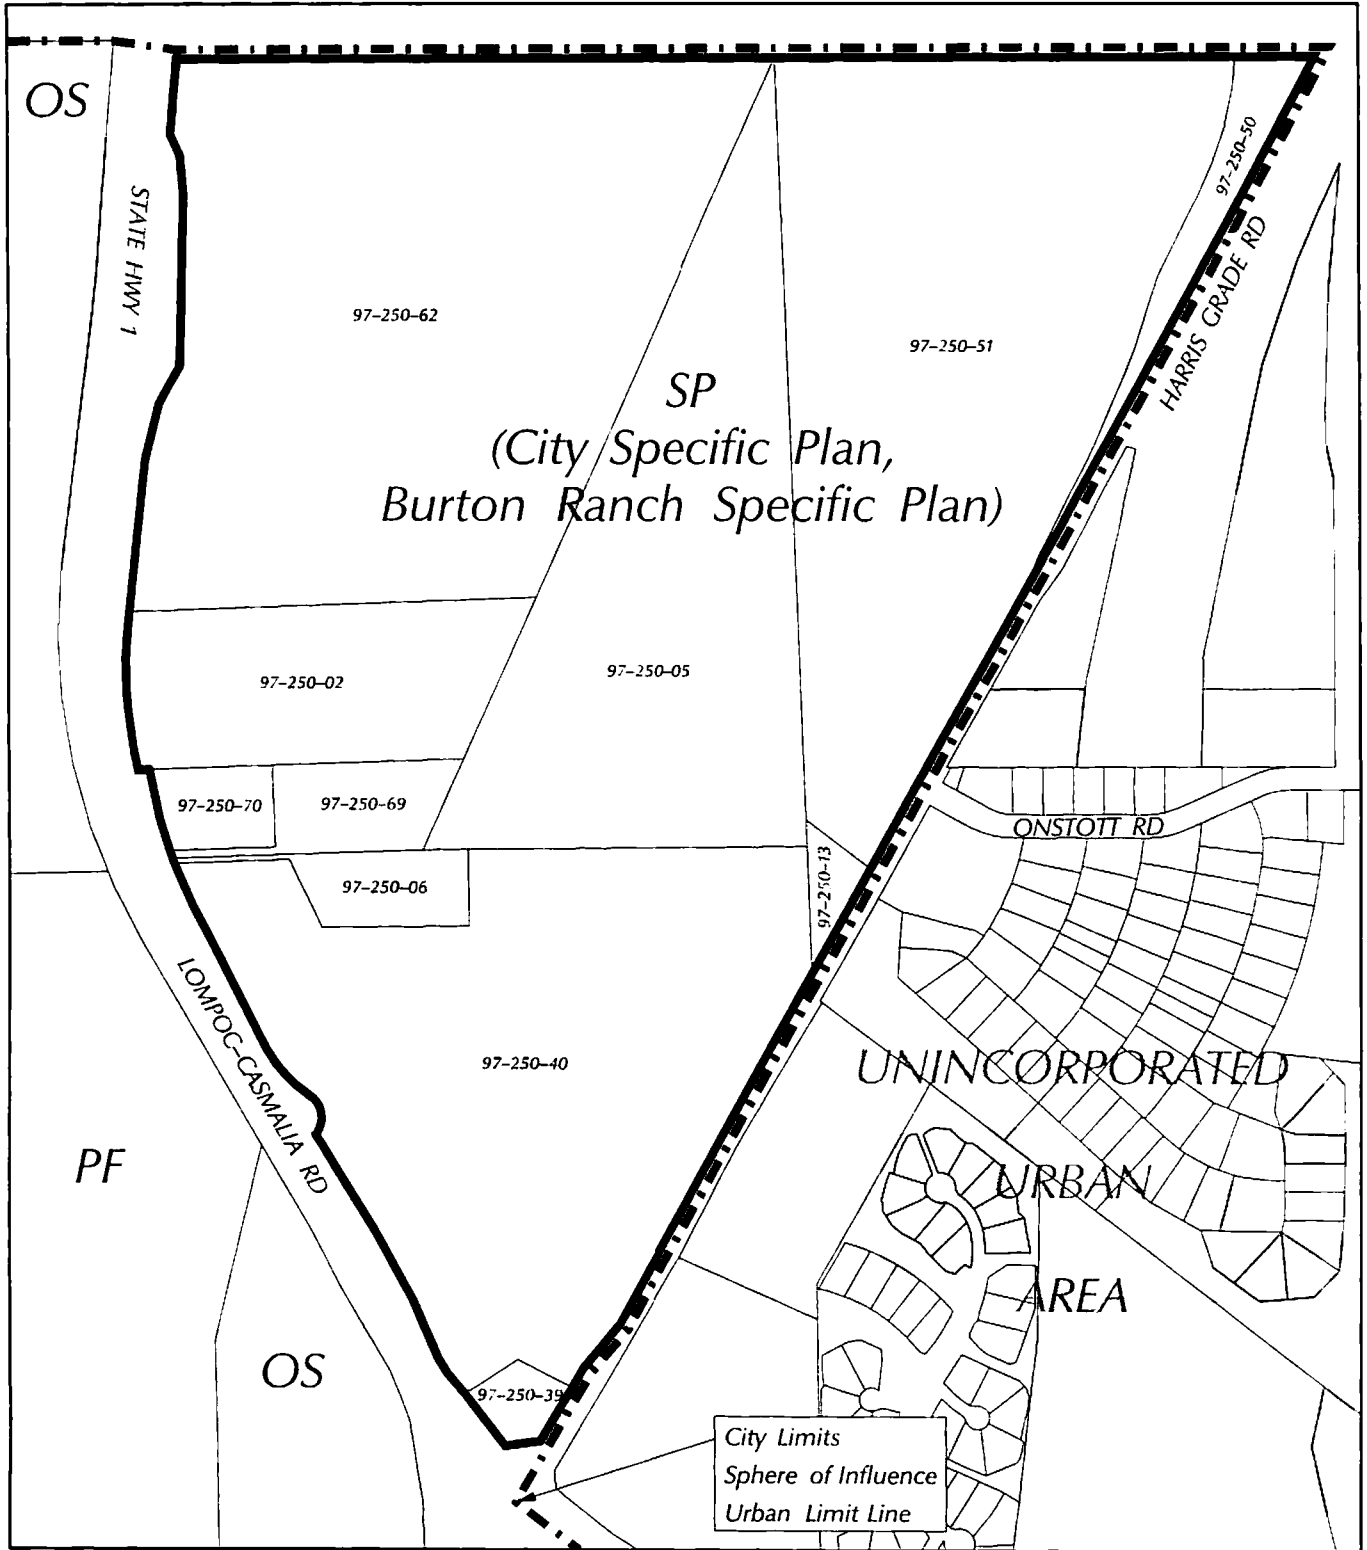 OS
STATE HWY 1
97-250-50
HARRIS GRADE RD
97-250-62
97-250-51
SP
(City Specific Plan,
Burton Ranch Specific Plan)
97-250-02
97-250-05
97-250-70
97-250-69
ONSTOTT RD
97-250-06
97-250-13
LOMPOC-CASMALIA RD
97-250-40
UNINCORPORATED
PF
URBAN
AREA
OS
97-250-39
City Limits
Sphere of Influence
Urban Limit Line